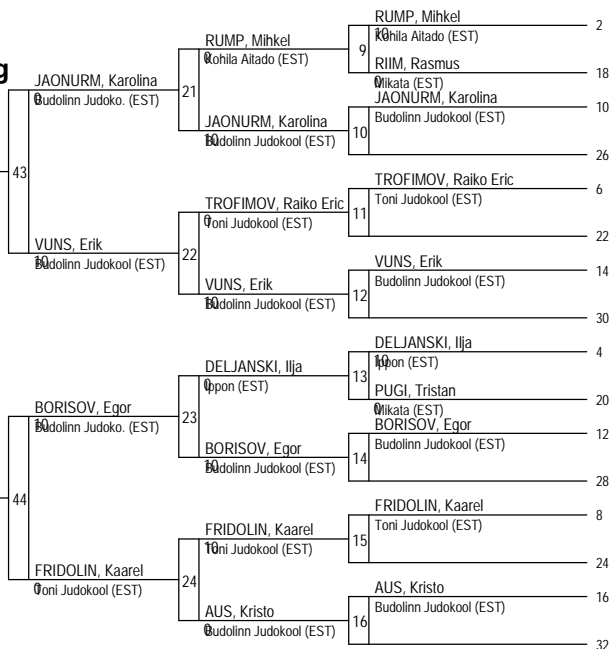 g
RUMP, Mihkel
10
Kohila Aitado (EST)
2
9
RIIM, Rasmus
0
Mikata (EST)
18
RUMP, Mihkel
0
Kohila Aitado (EST)
21
JAONURM, Karolina
10
Budolinn Judokool (EST)
JAONURM, Karolina
Budolinn Judokool (EST)
10
10
26
JAONURM, Karolina
0
Budolinn Judoko. (EST)
43
VUNS, Erik
10
Budolinn Judokool (EST)
TROFIMOV, Raiko Eric
Toni Judokool (EST)
6
11
22
TROFIMOV, Raiko Eric
0
Toni Judokool (EST)
22
VUNS, Erik
10
Budolinn Judokool (EST)
VUNS, Erik
Budolinn Judokool (EST)
14
12
30
DELJANSKI, Ilja
10
Ippon (EST)
4
13
PUGI, Tristan
0
Mikata (EST)
20
DELJANSKI, Ilja
0
Ippon (EST)
23
BORISOV, Egor
10
Budolinn Judokool (EST)
BORISOV, Egor
Budolinn Judokool (EST)
12
14
28
BORISOV, Egor
10
Budolinn Judoko. (EST)
44
FRIDOLIN, Kaarel
0
Toni Judokool (EST)
FRIDOLIN, Kaarel
Toni Judokool (EST)
8
15
24
FRIDOLIN, Kaarel
10
Toni Judokool (EST)
24
AUS, Kristo
0
Budolinn Judokool (EST)
AUS, Kristo
Budolinn Judokool (EST)
16
16
32